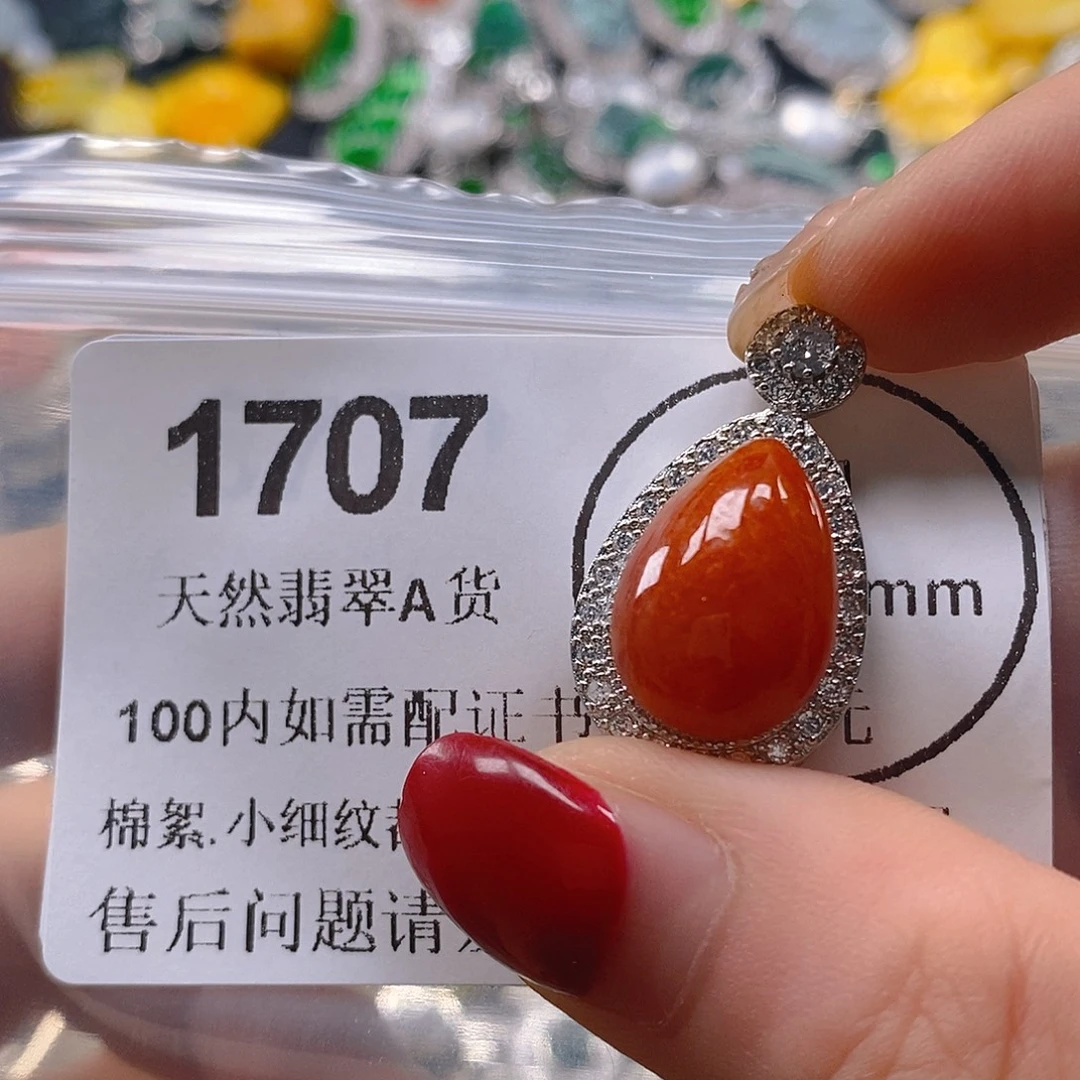 1707
天然翡翠A货
mm
100内如需配证书 元
棉絮.小细纹
售后问题请